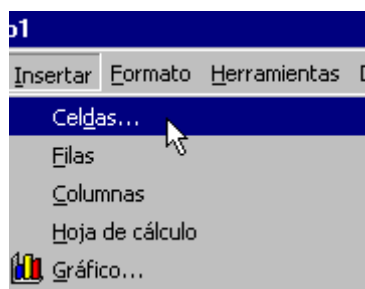 o1
Insertar Formato Herramientas D
Celdas...
Filas
Columnas
Hoja de cálculo
Gráfico...